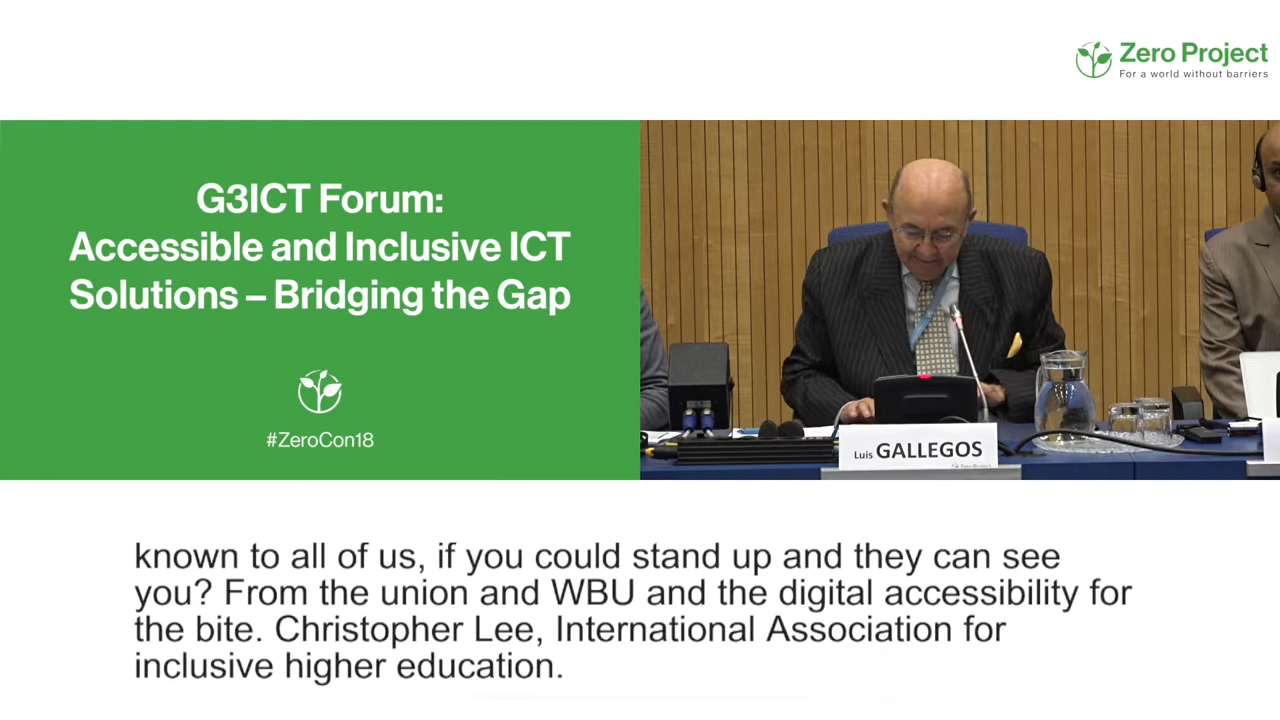 Zero Project
For a world without barriers
G3ICT Forum:
Accessible and Inclusive ICT
Solutions – Bridging the Gap
#ZeroCon18
Luis GALLEGOS
Zero Project
known to all of us, if you could stand up and they can see
you? From the union and WBU and the digital accessibility for
the bite. Christopher Lee, International Association for
inclusive higher education.